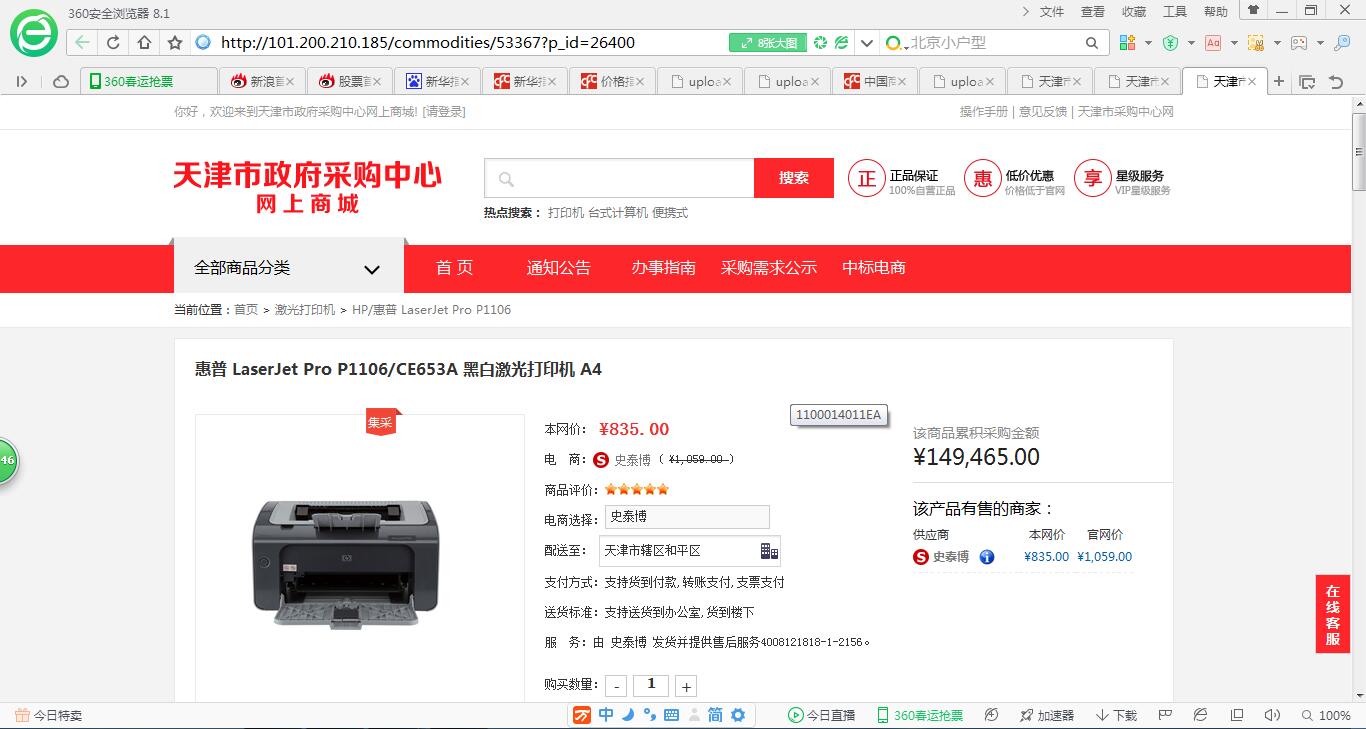 360安全浏览器 8.1
文件 查看 收藏 工具 帮助
http://101.200.210.185/commodities/53367?p_id=26400
8张大图
北京小户型
360春运抢票 新浪 股票 新华 新华 价格 uploa uploa 中国 uploa 天津 天津 天津
你好，欢迎来到天津市政府采购中心网上商城! [请登录]
操作手册 | 意见反馈 | 天津市采购中心网
天津市政府采购中心
网上商城
搜索
热点搜索： 打印机 台式计算机 便携式
正 正品保证
100%自营正品
惠 低价优惠
价格低于官网
享 星级服务
VIP星级服务
全部商品分类
首 页 通知公告 办事指南 采购需求公示 中标电商
当前位置：首页 > 激光打印机 > HP/惠普 LaserJet Pro P1106
惠普 LaserJet Pro P1106/CE653A 黑白激光打印机 A4
集采
本网价： ¥835.00
1100014011EA
电 商： S 史泰博 ( ¥1,059.00 )
商品评价：
电商选择： 史泰博
配送至： 天津市辖区和平区
支付方式：支持货到付款, 转账支付, 支票支付
送货标准：支持送货到办公室, 货到楼下
服 务：由 史泰博 发货并提供售后服务4008121818-1-2156。
购买数量： - 1 +
该商品累积采购金额
¥149,465.00
该产品有售的商家：
供应商 本网价 官网价
S 史泰博 ¥835.00 ¥1,059.00
在线客服
46
今日特卖
中 简
今日直播 360春运抢票 加速器 下载 100%